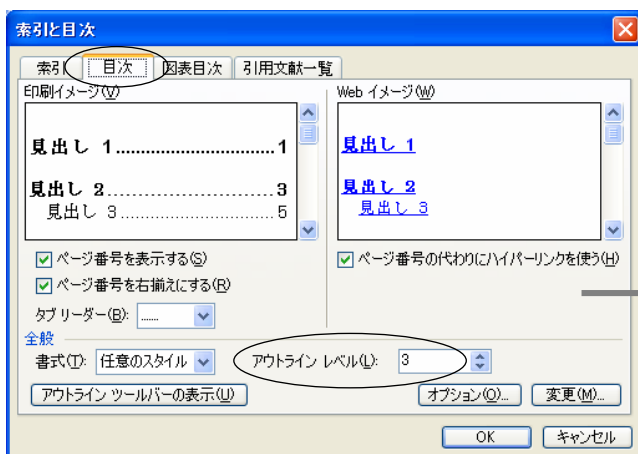 索引と目次
索引 目次 図表目次 引用文献一覧
印刷イメージ(V)
見出し 1..................................1
見出し 2..................................3
見出し 3..................................5
Web イメージ(W)
見出し 1
見出し 2
見出し 3
ページ番号を表示する(S)
ページ番号を右揃えにする(R)
ページ番号の代わりにハイパーリンクを使う(H)
タブ リーダー(B): ......
全般
書式(T): 任意のスタイル アウトライン レベル(L): 3
アウトライン ツールバーの表示(U) オプション(O)... 変更(M)...
OK キャンセル